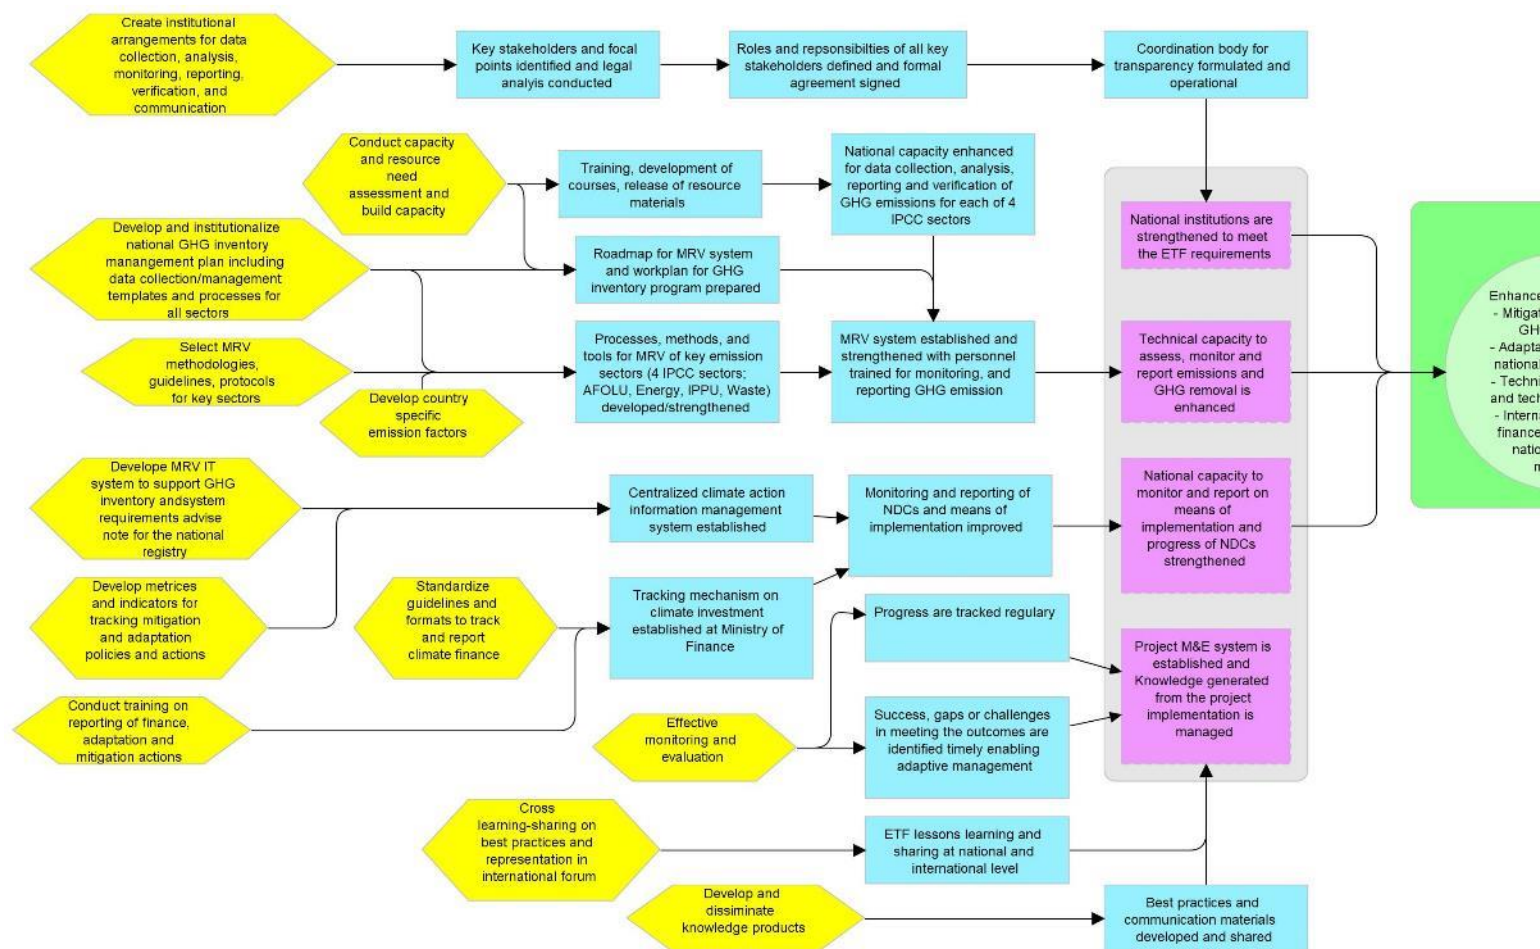 Create institutional
arrangements for data
collection, analysis,
monitoring, reporting,
verification, and
communication
Key stakeholders and focal
points identified and legal
analyis conducted
Roles and repsonsibilties of all key
stakeholders defined and formal
agreement signed
Coordination body for
transparency formulated and
operational
Conduct capacity
and resource
need
assessment and
build capacity
Training, development of
courses, release of resource
materials
National capacity enhanced
for data collection, analysis,
reporting and verification of
GHG emissions for each of 4
IPCC sectors
National institutions are
strengthened to meet
the ETF requirements
Develop and institutionalize
national GHG inventory
manangement plan including
data collection/management
templates and processes for
all sectors
Roadmap for MRV system
and workplan for GHG
inventory program prepared
Select MRV
methodologies,
guidelines, protocols
for key sectors
Develop country
specific
emission factors
Processes, methods, and
tools for MRV of key emission
sectors (4 IPCC sectors;
AFOLU, Energy, IPPU, Waste)
developed/strengthened
MRV system established and
strengthened with personnel
trained for monitoring, and
reporting GHG emission
Technical capacity to
assess, monitor and
report emissions and
GHG removal is
enhanced
Enhance
- Mitigat
GH
- Adapta
national
- Techni
and tech
- Interna
finance
natio
m
Develope MRV IT
system to support GHG
inventory andsystem
requirements advise
note for the national
registry
Centralized climate action
information management
system established
Monitoring and reporting of
NDCs and means of
implementation improved
National capacity to
monitor and report on
means of
implementation and
progress of NDCs
strengthened
Develop metrices
and indicators for
tracking mitigation
and adaptation
policies and actions
Standardize
guidelines and
formats to track
and report
climate finance
Tracking mechanism on
climate investment
established at Ministry of
Finance
Progress are tracked regulary
Project M&E system is
established and
Knowledge generated
from the project
implementation is
managed
Conduct training on
reporting of finance,
adaptation and
mitigation actions
Effective
monitoring and
evaluation
Success, gaps or challenges
in meeting the outcomes are
identified timely enabling
adaptive management
Cross
learning-sharing on
best practices and
representation in
international forum
ETF lessons learning and
sharing at national and
international level
Develop and
dissiminate
knowledge products
Best practices and
communication materials
developed and shared